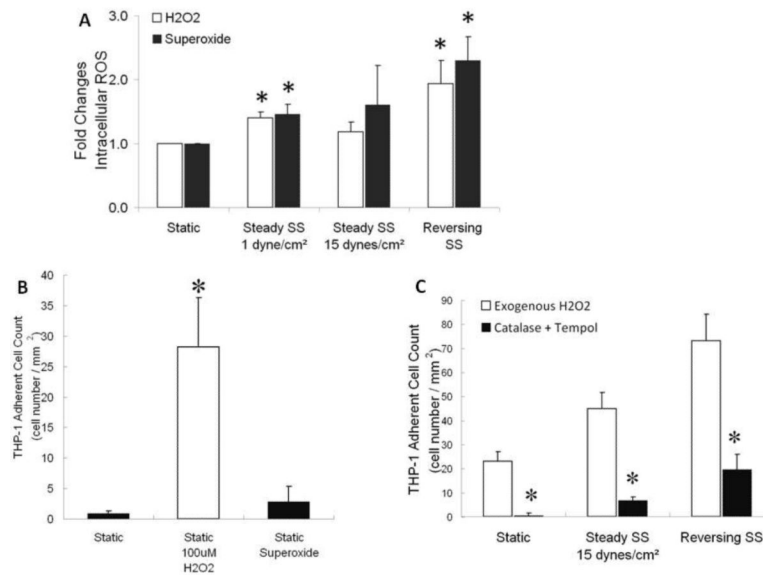 A
H2O2
Superoxide
Fold Changes
Intracellular ROS
3.0
2.0
1.0
0.0
* * * *
Static
Steady SS
1 dyne/cm²
Steady SS
15 dynes/cm²
Reversing
SS
B
THP-1 Adherent Cell Count
(cell number / mm ²)
40
35
30
25
20
15
10
5
0
*
Static
Static
100uM
H2O2
Static
Superoxide
C
Exogenous H2O2
Catalase + Tempol
THP-1 Adherent Cell Count
(cell number / mm ²)
90
80
70
60
50
40
30
20
10
0
* * *
Static
Steady SS
15 dynes/cm²
Reversing SS